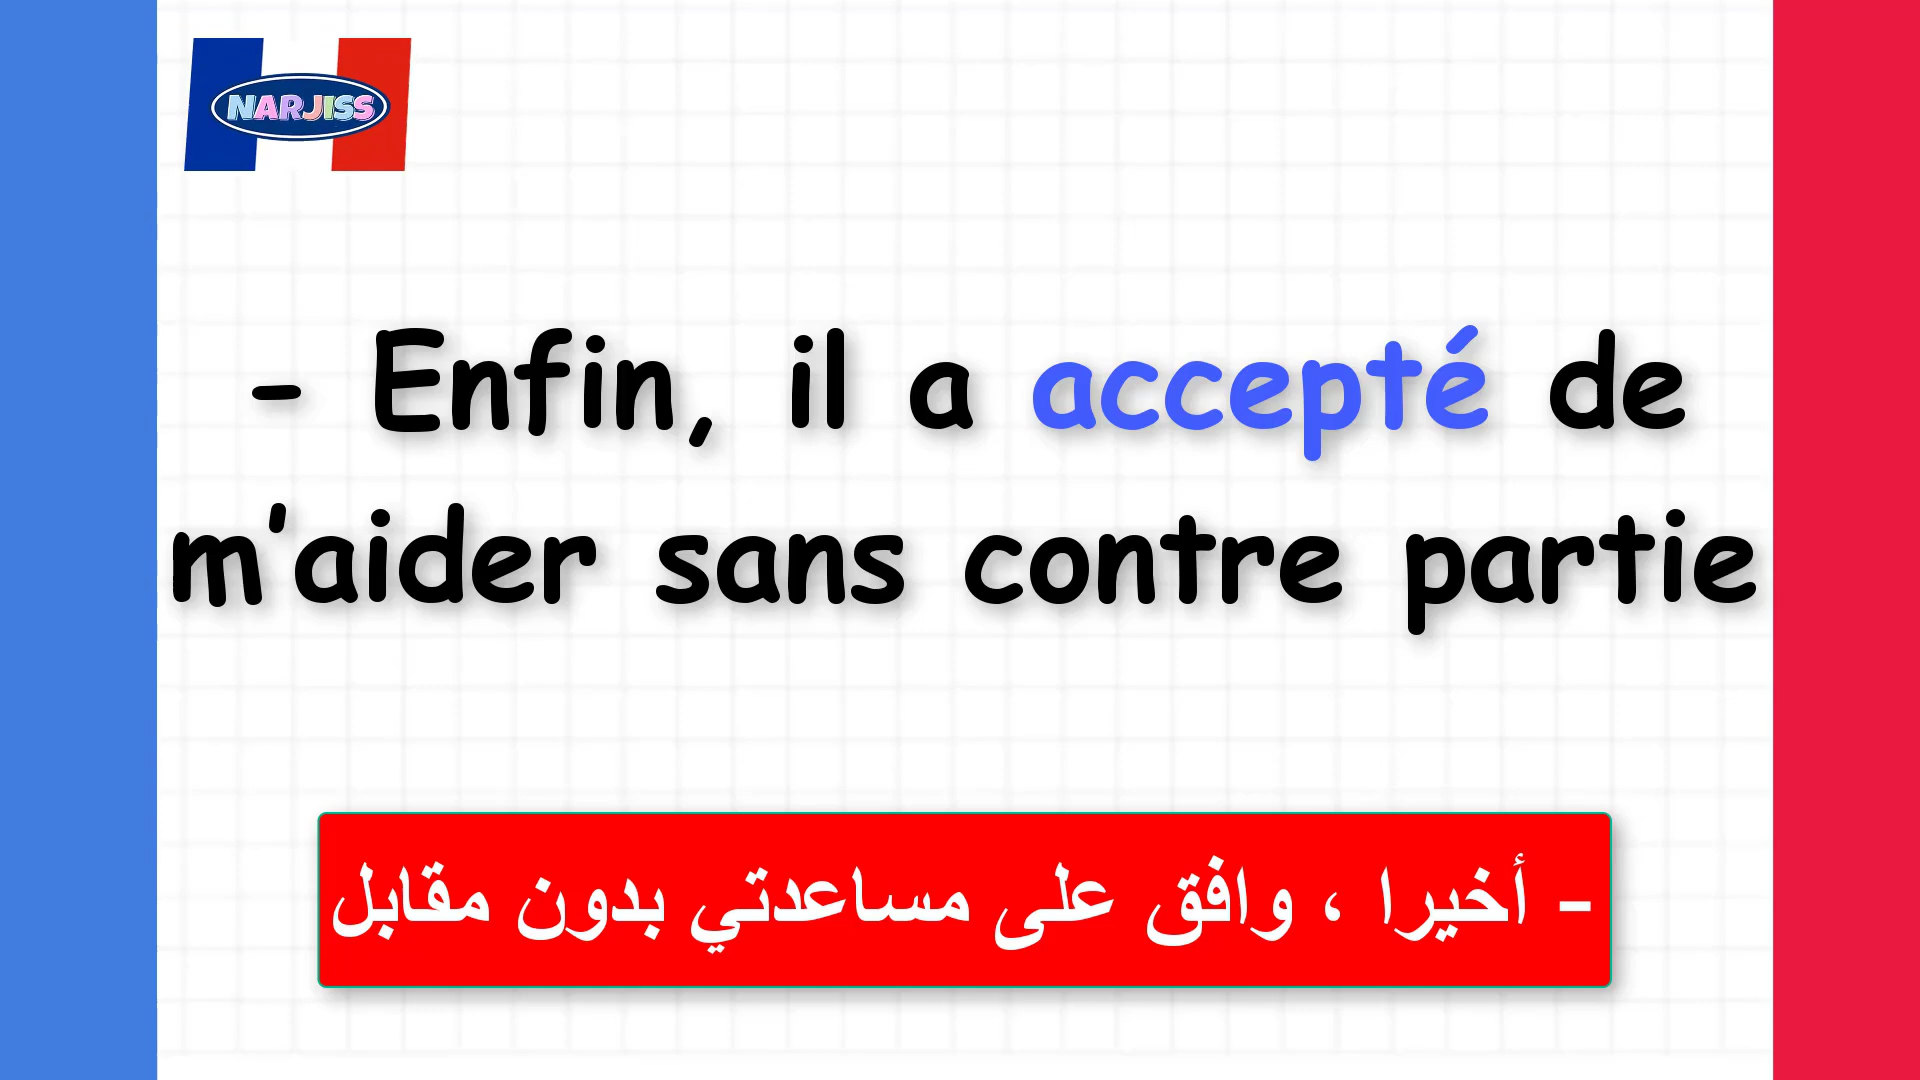 NARJISS
- Enfin, il a accepté de
m'aider sans contre partie
- أخيرا ، وافق على مساعدتي بدون مقابل